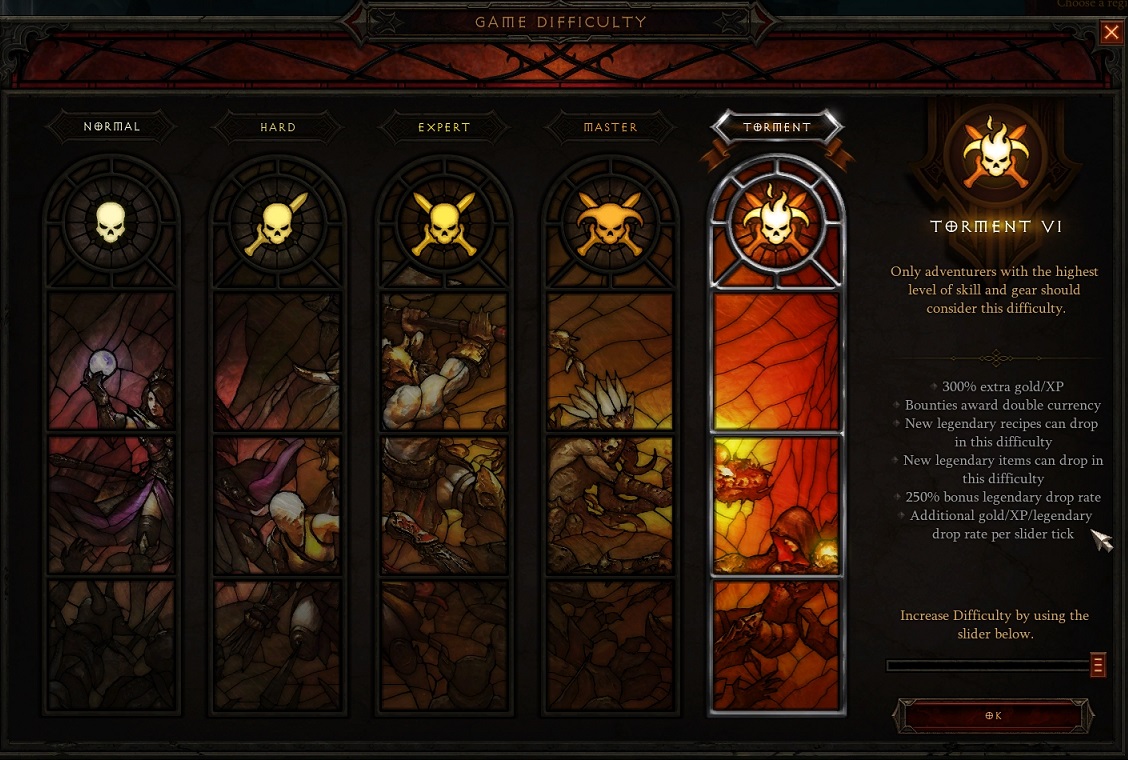 Choose a regi
GAME DIFFICULTY
NORMAL
HARD
EXPERT
MASTER
TORMENT
TORMENT VI
Only adventurers with the highest
level of skill and gear should
consider this difficulty.
300% extra gold/XP
Bounties award double currency
New legendary recipes can drop
in this difficulty
New legendary items can drop in
this difficulty
250% bonus legendary drop rate
Additional gold/XP/legendary
drop rate per slider tick
Increase Difficulty by using the
slider below.
OK